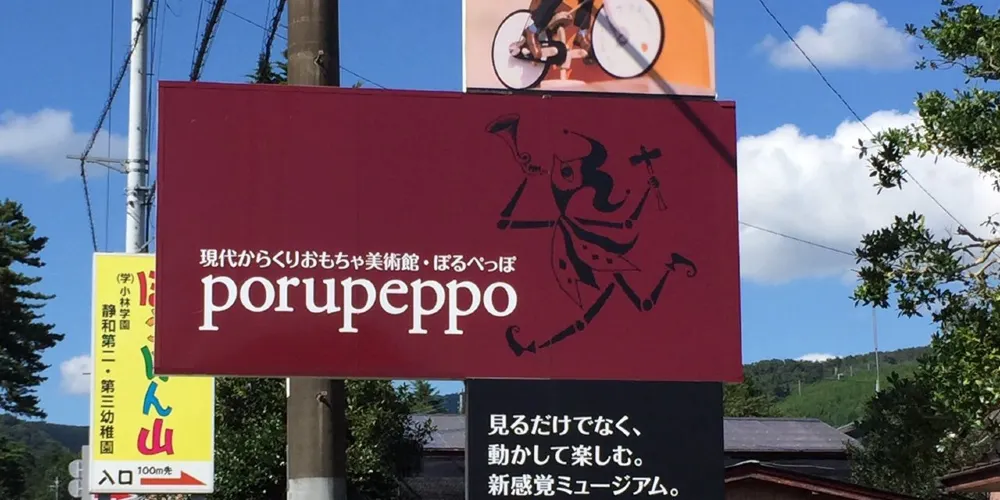 現代からくりおもちゃ美術館・ぽるぺっぽ
porupeppo
見るだけでなく、
動かして楽しむ。
新感覚ミュージアム。
(学)小林学園
静和第二・第三幼稚園
けん山
入口 100m先